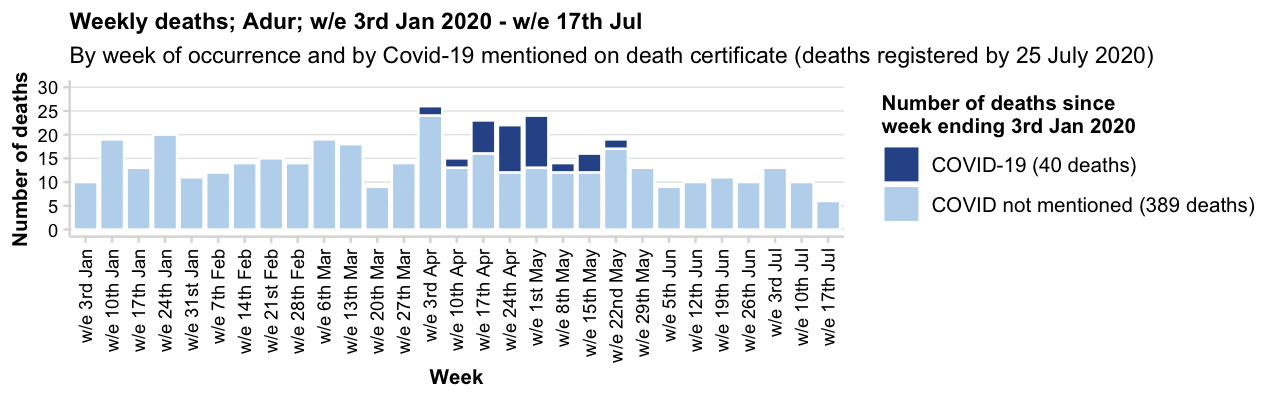 Weekly deaths; Adur; w/e 3rd Jan 2020 - w/e 17th Jul
By week of occurrence and by Covid-19 mentioned on death certificate (deaths registered by 25 July 2020)
Number of deaths
30
25
20
15
10
5
0
w/e 3rd Jan
w/e 10th Jan
w/e 17th Jan
w/e 24th Jan
w/e 31st Jan
w/e 7th Feb
w/e 14th Feb
w/e 21st Feb
w/e 28th Feb
w/e 6th Mar
w/e 13th Mar
w/e 20th Mar
w/e 27th Mar
w/e 3rd Apr
w/e 10th Apr
w/e 17th Apr
w/e 24th Apr
w/e 1st May
w/e 8th May
w/e 15th May
w/e 22nd May
w/e 29th May
w/e 5th Jun
w/e 12th Jun
w/e 19th Jun
w/e 26th Jun
w/e 3rd Jul
w/e 10th Jul
w/e 17th Jul
Week
Number of deaths since
week ending 3rd Jan 2020
COVID-19 (40 deaths)
COVID not mentioned (389 deaths)